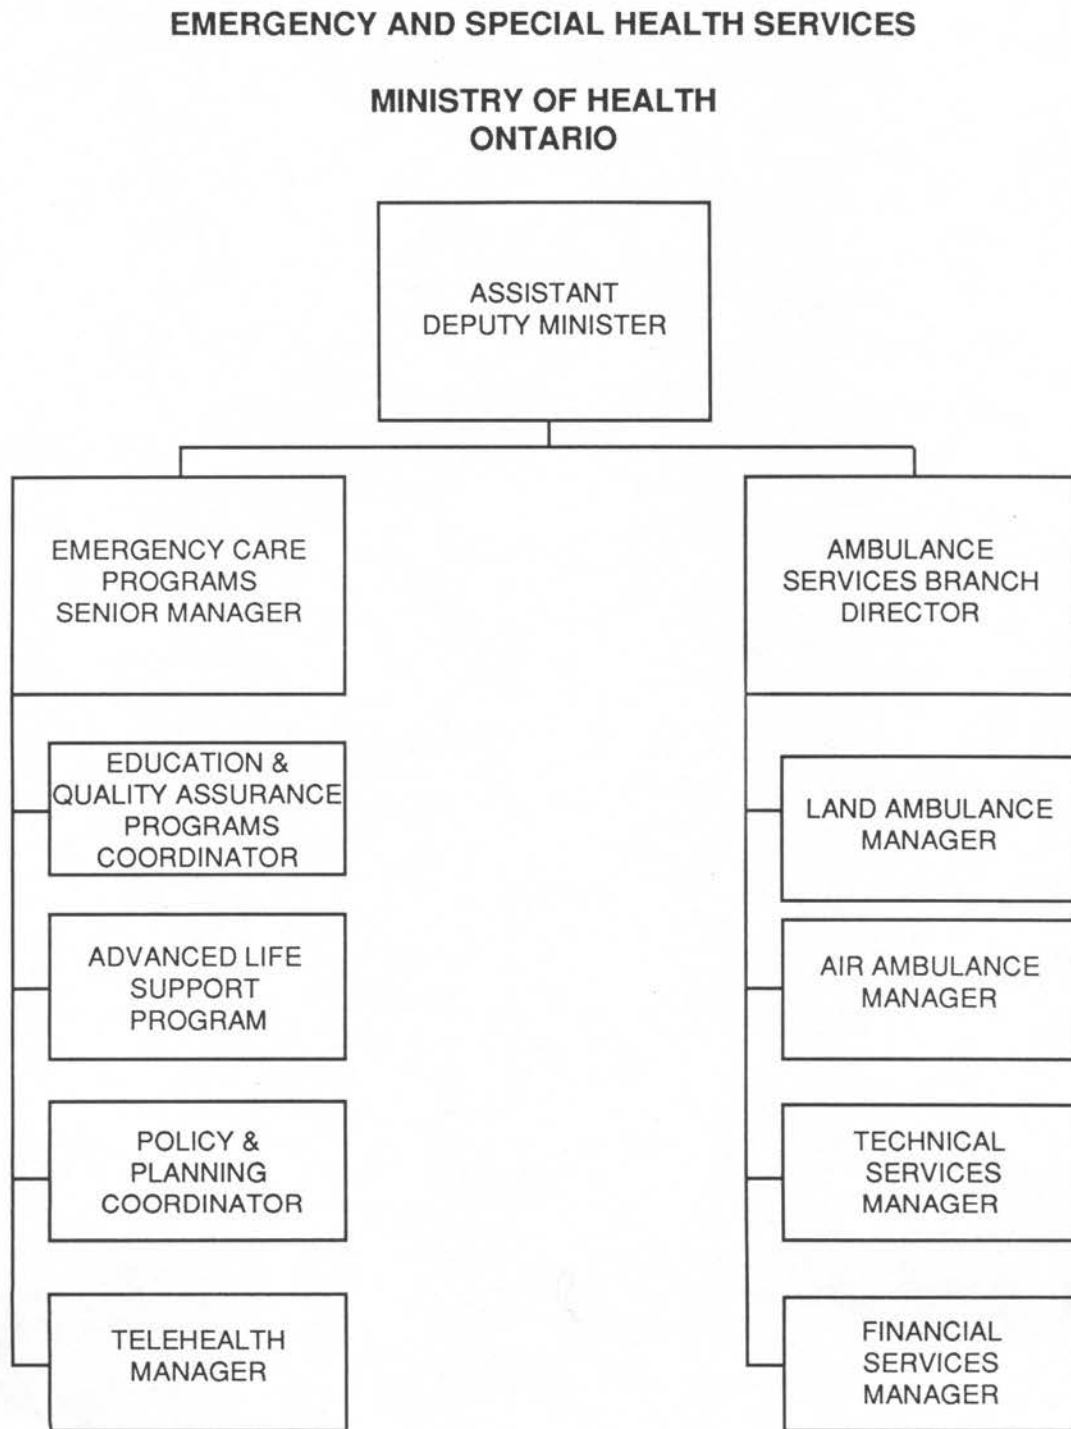 EMERGENCY AND SPECIAL HEALTH SERVICES
MINISTRY OF HEALTH
ONTARIO
ASSISTANT
DEPUTY MINISTER
EMERGENCY CARE
PROGRAMS
SENIOR MANAGER
EDUCATION &
QUALITY ASSURANCE
PROGRAMS
COORDINATOR
ADVANCED LIFE
SUPPORT
PROGRAM
POLICY &
PLANNING
COORDINATOR
TELEHEALTH
MANAGER
AMBULANCE
SERVICES BRANCH
DIRECTOR
LAND AMBULANCE
MANAGER
AIR AMBULANCE
MANAGER
TECHNICAL
SERVICES
MANAGER
FINANCIAL
SERVICES
MANAGER